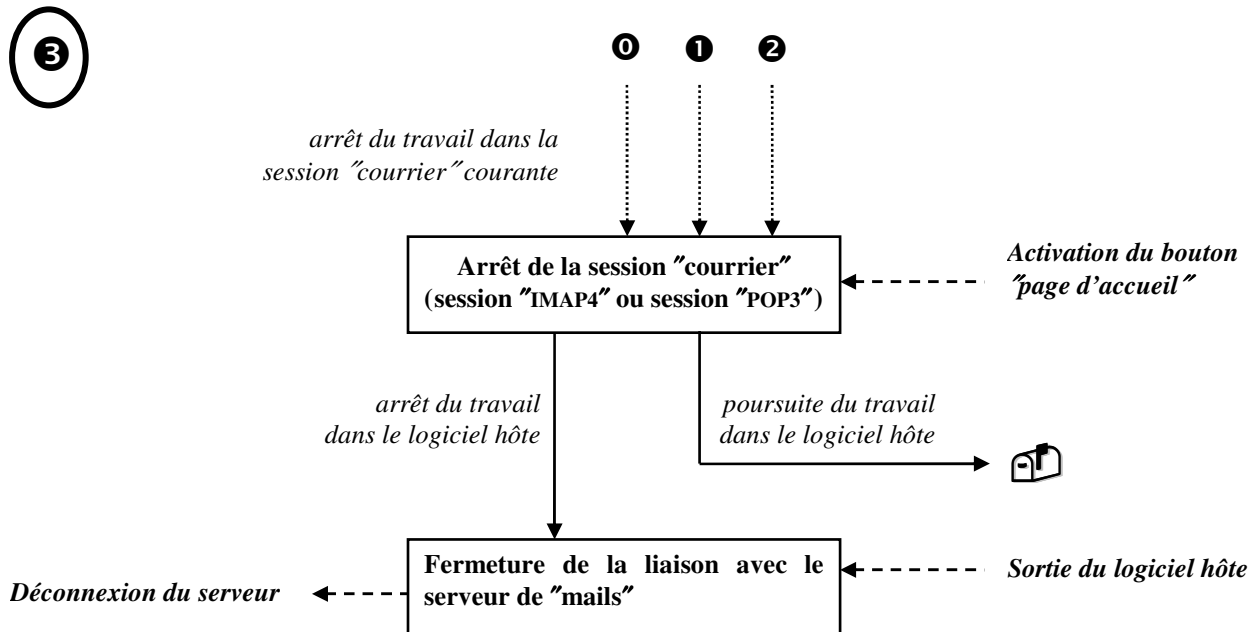 ❸
⓿ ❶ ❷
arrêt du travail dans la
session ″courrier″ courante
Arrêt de la session ″courrier″
(session ″IMAP4″ ou session ″POP3″)
Activation du bouton
″page d’accueil″
arrêt du travail
dans le logiciel hôte
poursuite du travail
dans le logiciel hôte
Fermeture de la liaison avec le
serveur de ″mails″
Sortie du logiciel hôte
Déconnexion du serveur